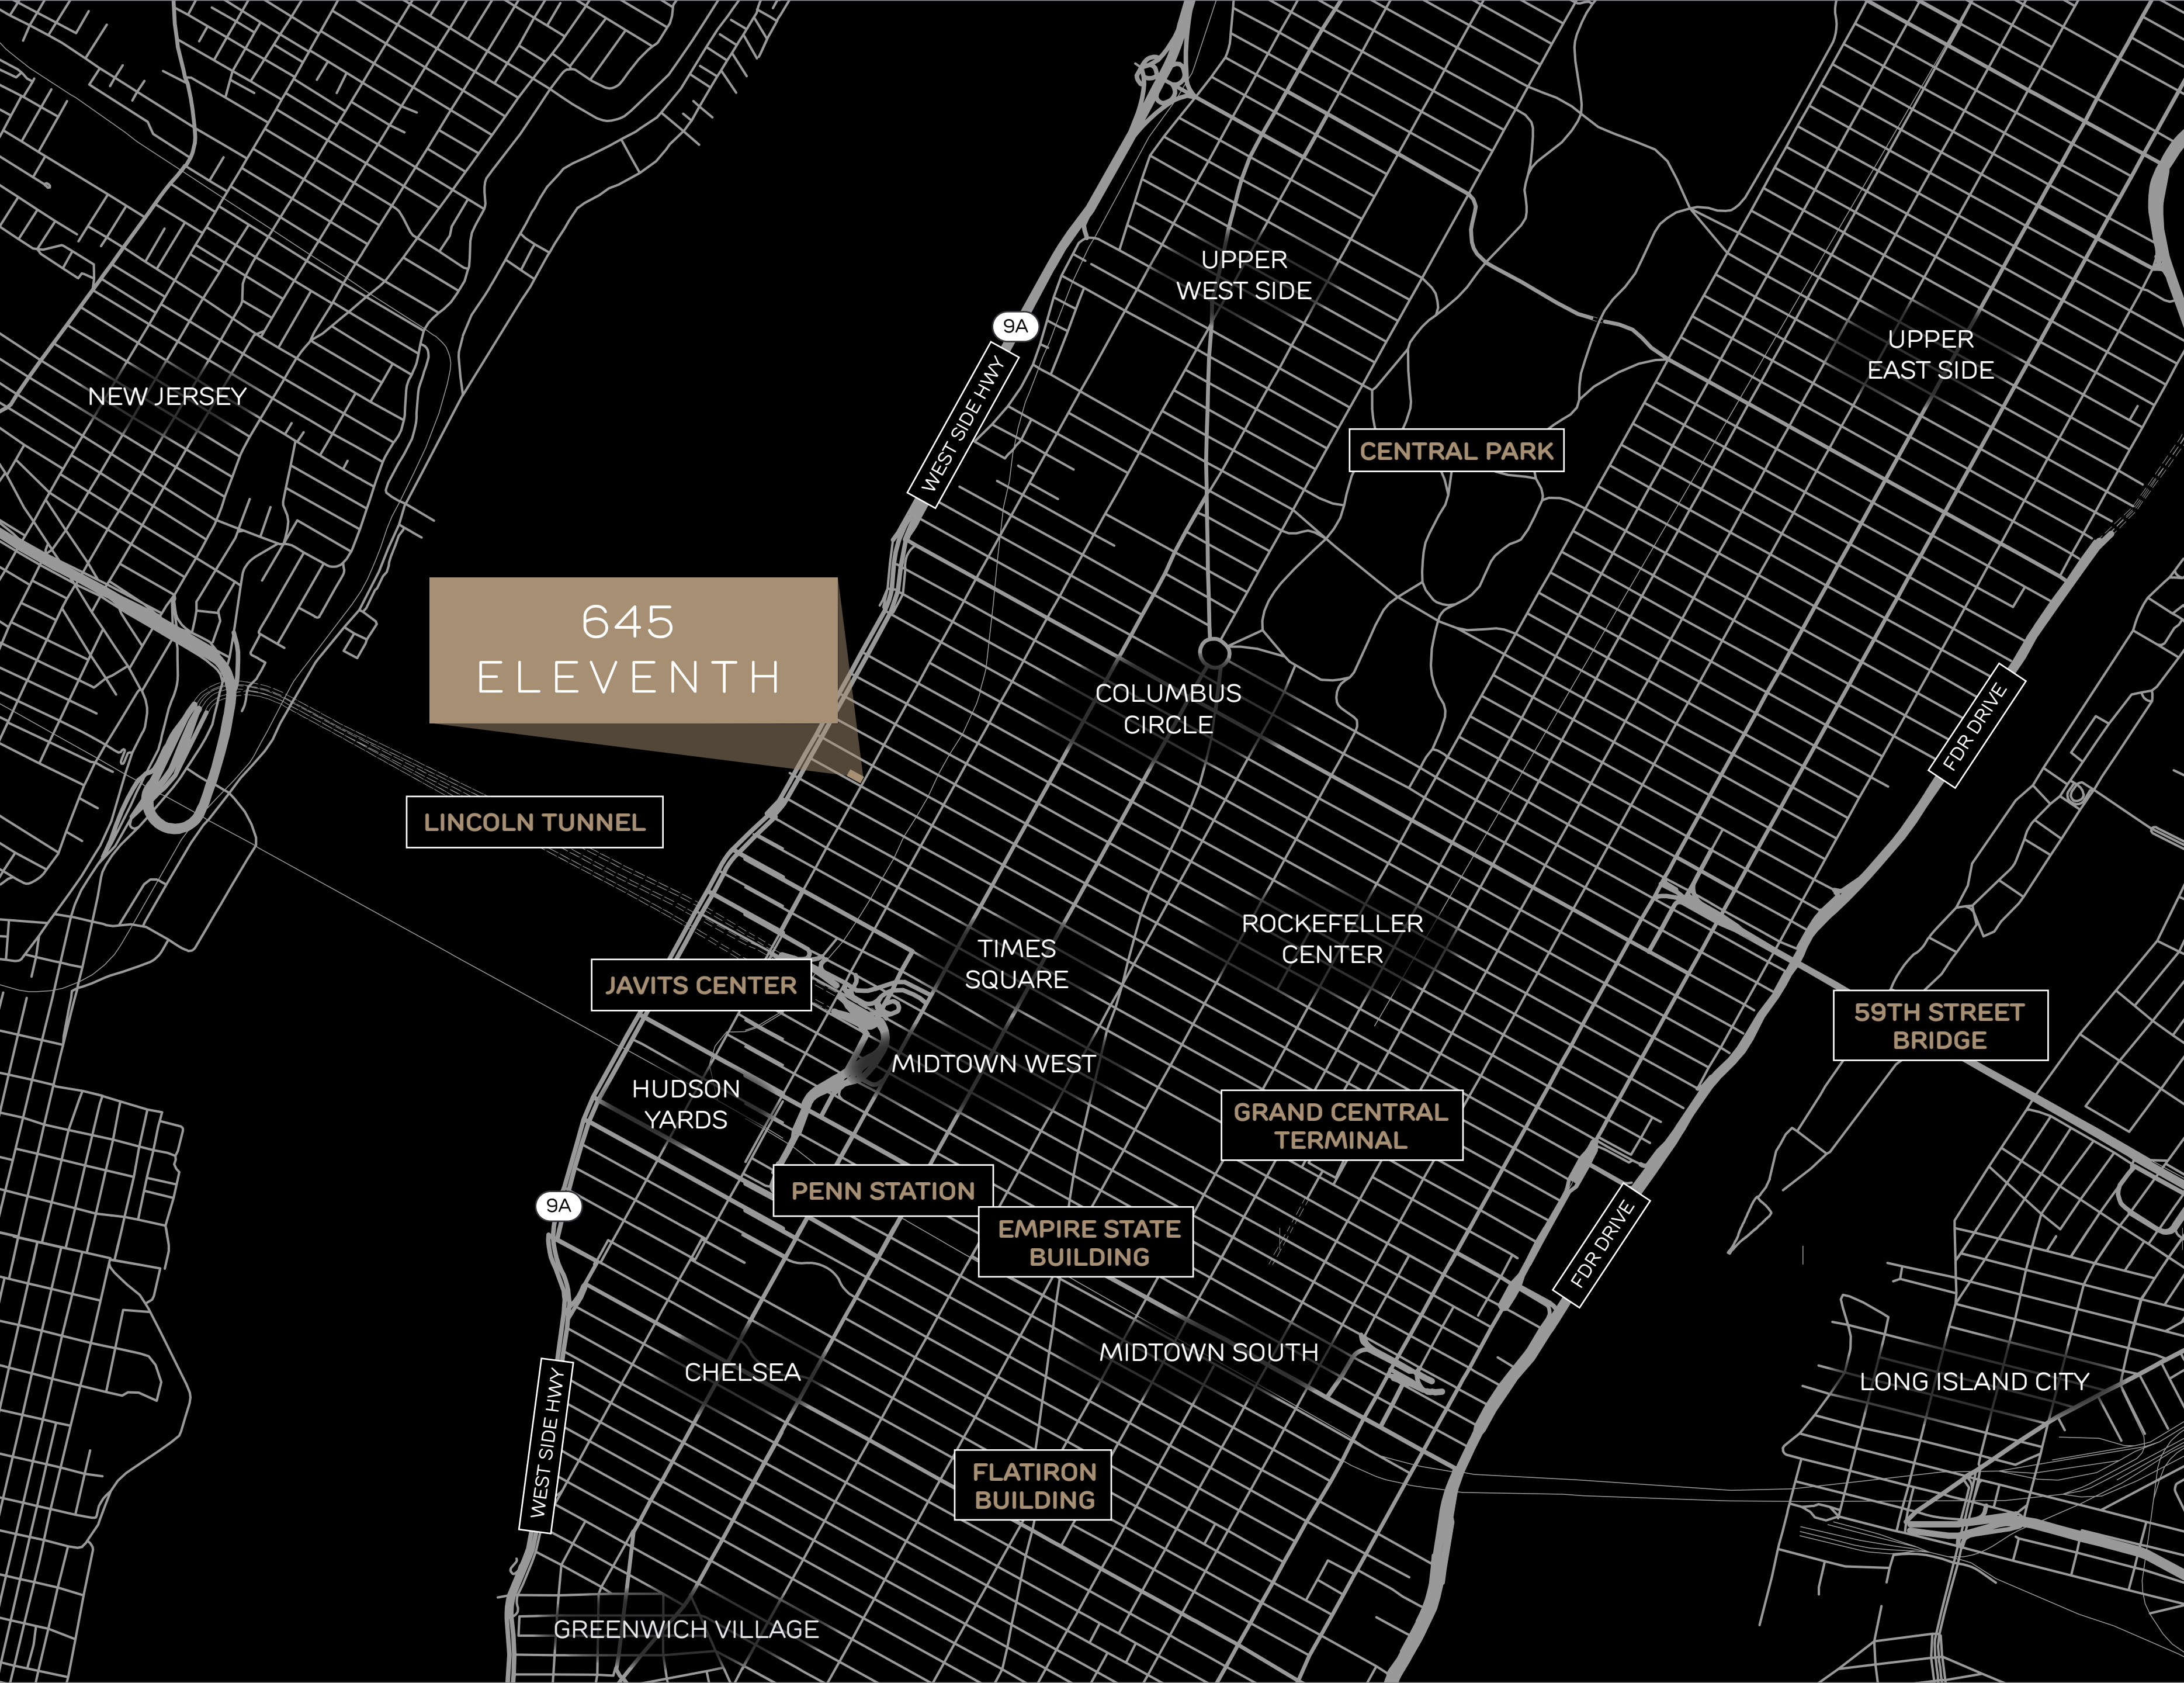 UPPER
WEST SIDE
9A
UPPER
EAST SIDE
NEW JERSEY
WEST SIDE HWY
CENTRAL PARK
645
ELEVENTH
COLUMBUS
CIRCLE
FDR DRIVE
LINCOLN TUNNEL
ROCKEFELLER
CENTER
TIMES
SQUARE
JAVITS CENTER
59TH STREET
BRIDGE
MIDTOWN WEST
HUDSON
YARDS
GRAND CENTRAL
TERMINAL
PENN STATION
9A
EMPIRE STATE
BUILDING
FDR DRIVE
MIDTOWN SOUTH
CHELSEA
LONG ISLAND CITY
WEST SIDE HWY
FLATIRON
BUILDING
GREENWICH VILLAGE